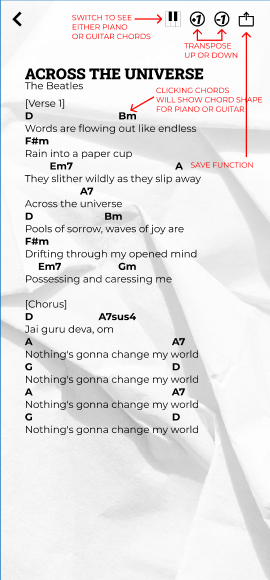 SWITCH TO SEE
EITHER PIANO
OR GUITAR CHORDS
+1 -1
TRANSPOSE
UP OR DOWN
ACROSS THE UNIVERSE
The Beatles
CLICKING CHORDS
WILL SHOW CHORD SHAPE
FOR PIANO OR GUITAR
[Verse 1]
D Bm
Words are flowing out like endless
F#m
Rain into a paper cup
Em7 A
SAVE FUNCTION
They slither wildly as they slip away
A7
Across the universe
D Bm
Pools of sorrow, waves of joy are
F#m
Drifting through my opened mind
Em7 Gm
Possessing and caressing me
[Chorus]
D A7sus4
Jai guru deva, om
A A7
Nothing's gonna change my world
G D
Nothing's gonna change my world
A A7
Nothing's gonna change my world
G D
Nothing's gonna change my world